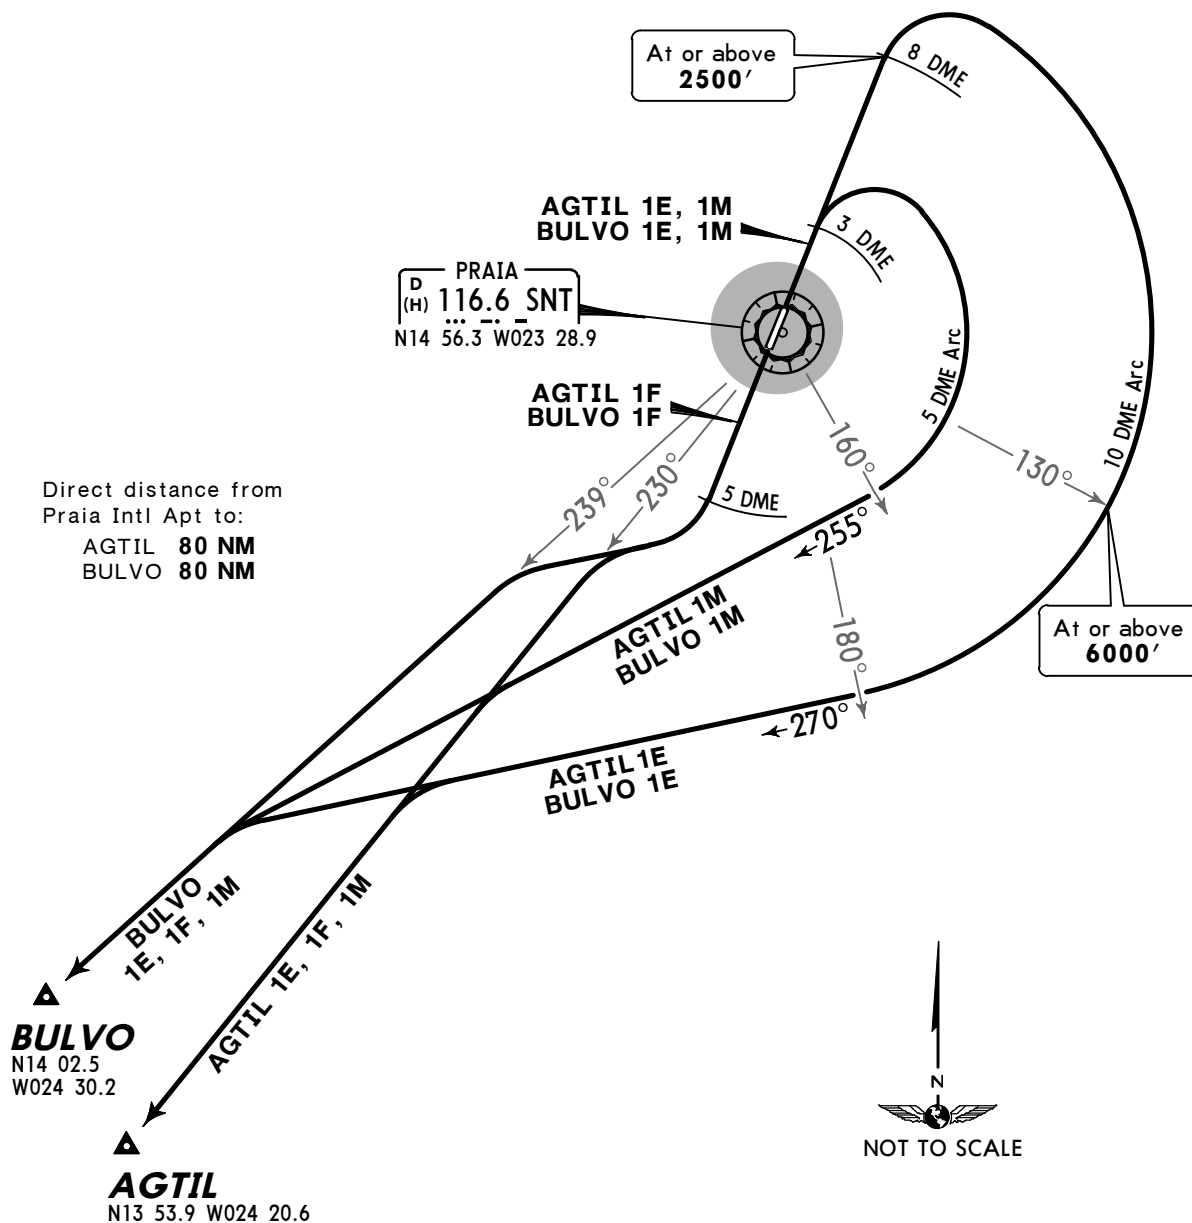 At or above
2500'
8 DME
AGTIL 1E, 1M
BULVO 1E, 1M
3 DME
PRAIA
D
(H) 116.6 SNT
N14 56.3 W023 28.9
5 DME Arc
10 DME Arc
AGTIL 1F
BULVO 1F
239°
230°
160°
130°
5 DME
Direct distance from
Praia Intl Apt to:
AGTIL 80 NM
BULVO 80 NM
255°
AGTIL 1M
BULVO 1M
180°
At or above
6000'
270°
AGTIL 1E
BULVO 1E
BULVO
1E, 1F, 1M
AGTIL 1E, 1F, 1M
BULVO
N14 02.5
W024 30.2
N
NOT TO SCALE
AGTIL
N13 53.9 W024 20.6